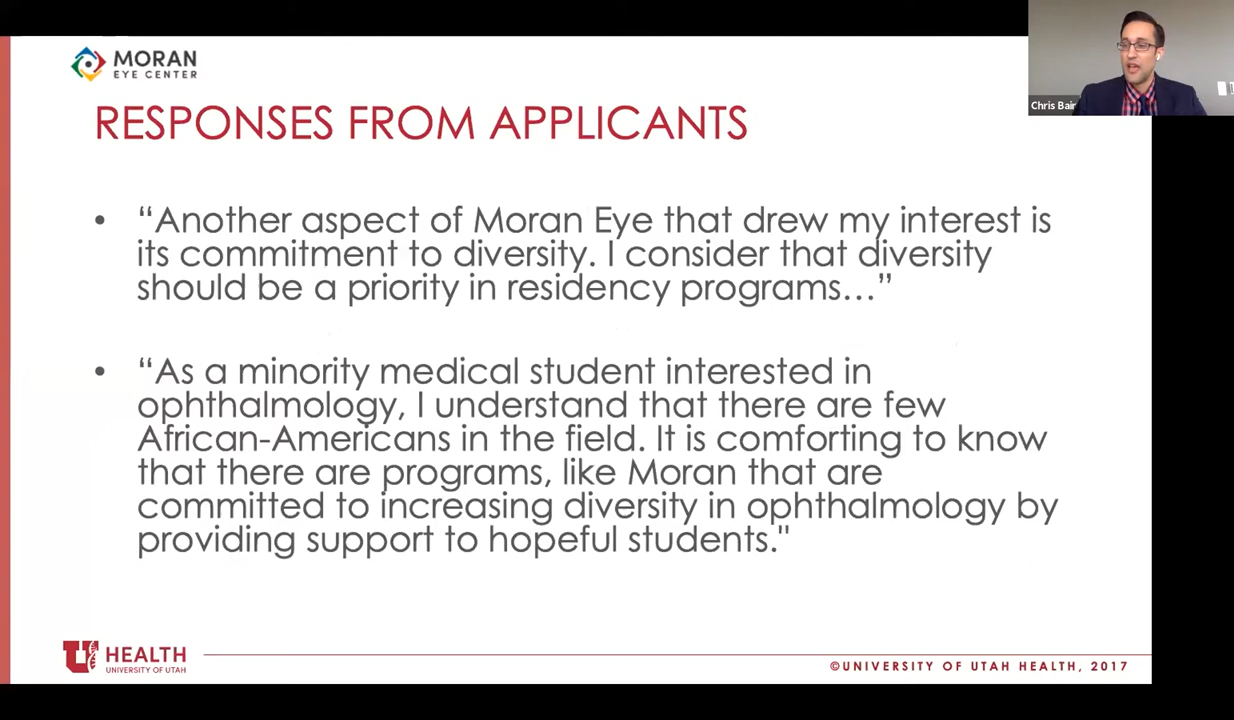 MORAN
EYE CENTER
Chris Bair
RESPONSES FROM APPLICANTS
• “Another aspect of Moran Eye that drew my interest is
its commitment to diversity. I consider that diversity
should be a priority in residency programs…”
• “As a minority medical student interested in
ophthalmology, I understand that there are few
African-Americans in the field. It is comforting to know
that there are programs, like Moran that are
committed to increasing diversity in ophthalmology by
providing support to hopeful students."
U HEALTH
UNIVERSITY OF UTAH
©UNIVERSITY OF UTAH HEALTH, 2017